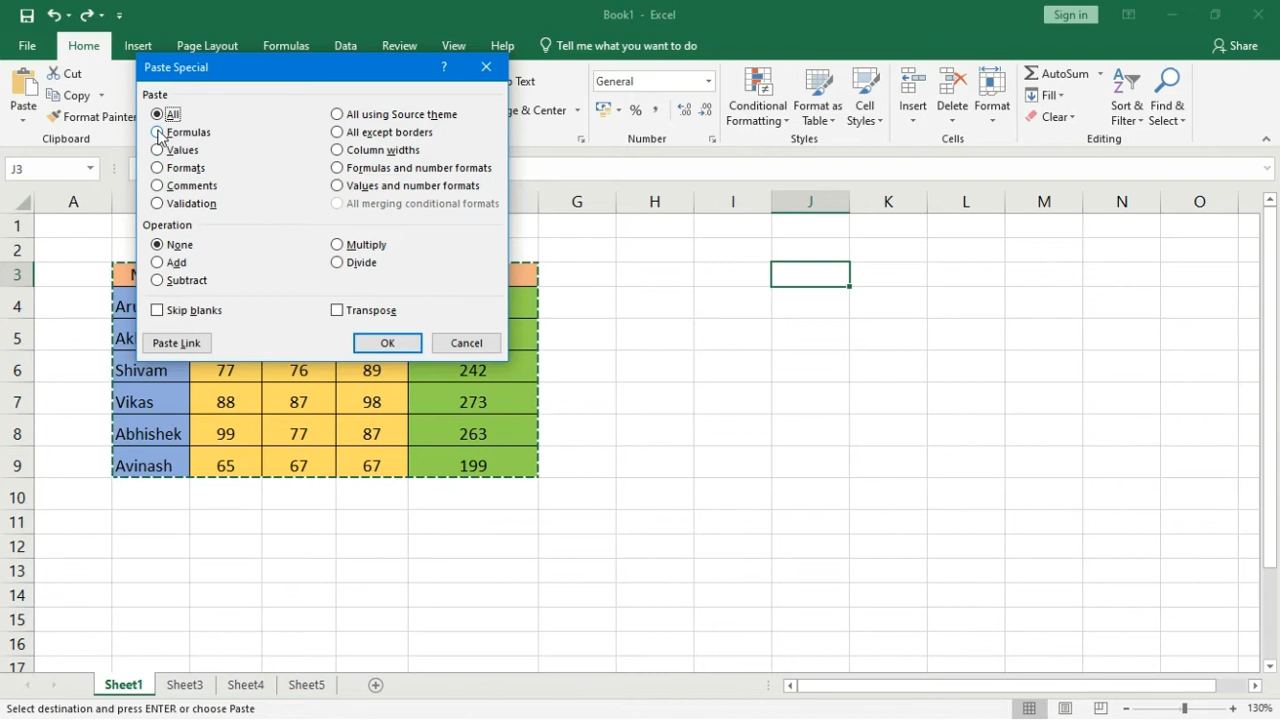 Book1 - Excel
Sign in
File Home Insert Page Layout Formulas Data Review View Help Tell me what you want to do Share
Paste
Cut
Copy
Format Painter
Clipboard
Paste Special
?
Paste
All
Formulas
Values
Formats
Comments
Validation
All using Source theme
All except borders
Column widths
Formulas and number formats
Values and number formats
All merging conditional formats
Operation
None
Add
Subtract
Multiply
Divide
Skip blanks
Transpose
Paste Link
OK
Cancel
General
%
Number
Conditional Formatting
Format as Table
Cell Styles
Styles
Insert
Delete
Format
Cells
AutoSum
Fill
Clear
Sort & Filter
Find & Select
Editing
J3
A G H I J K L M N O
1
2
3
4
5
6 Shivam 77 76 89 242
7 Vikas 88 87 98 273
8 Abhishek 99 77 87 263
9 Avinash 65 67 67 199
10
11
12
13
14
15
16
17
Sheet1 Sheet3 Sheet4 Sheet5
Select destination and press ENTER or choose Paste
130%